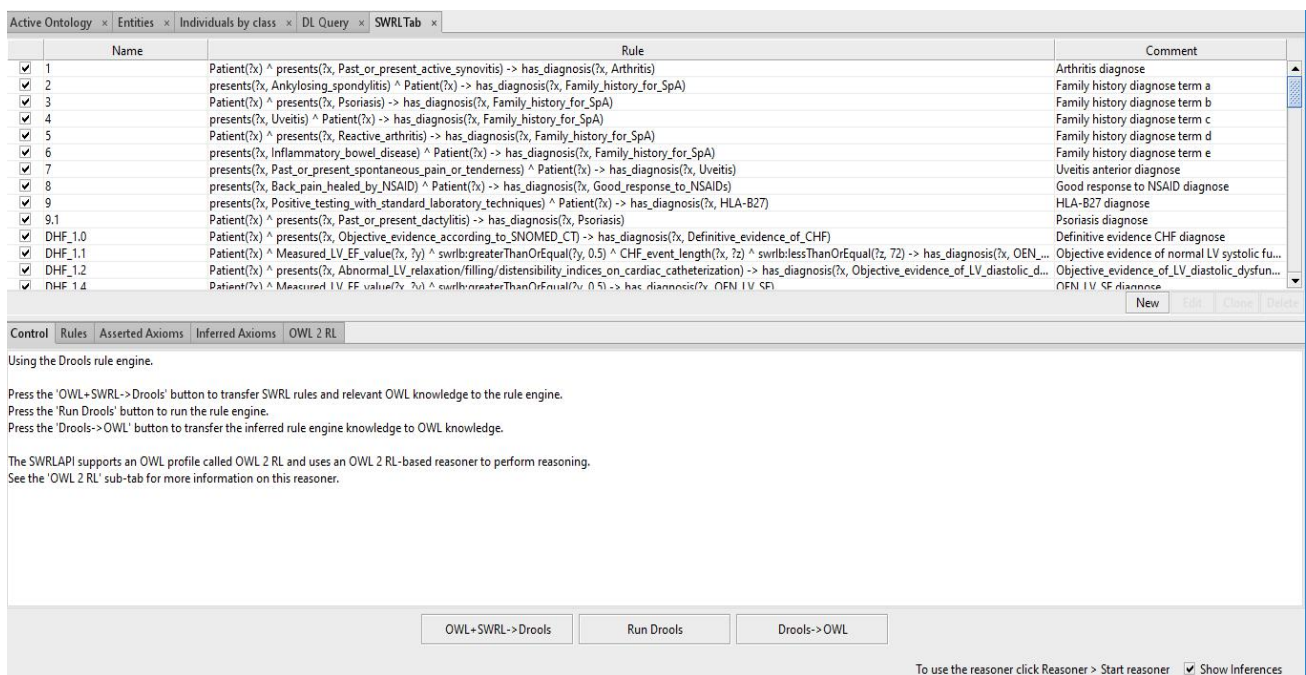 Active Ontology × Entities × Individuals by class × DL Query × SWRLTab ×
Name Rule Comment
1 Patient(?x) ^ presents(?x, Past_or_present_active_synovitis) -> has_diagnosis(?x, Arthritis) Arthritis diagnose
2 presents(?x, Ankylosing_spondylitis) ^ Patient(?x) -> has_diagnosis(?x, Family_history_for_SpA) Family history diagnose term a
3 Patient(?x) ^ presents(?x, Psoriasis) -> has_diagnosis(?x, Family_history_for_SpA) Family history diagnose term b
4 presents(?x, Uveitis) ^ Patient(?x) -> has_diagnosis(?x, Family_history_for_SpA) Family history diagnose term c
5 Patient(?x) ^ presents(?x, Reactive_arthritis) -> has_diagnosis(?x, Family_history_for_SpA) Family history diagnose term d
6 presents(?x, Inflammatory_bowel_disease) ^ Patient(?x) -> has_diagnosis(?x, Family_history_for_SpA) Family history diagnose term e
7 presents(?x, Past_or_present_spontaneous_pain_or_tenderness) ^ Patient(?x) -> has_diagnosis(?x, Uveitis) Uveitis anterior diagnose
8 presents(?x, Back_pain_healed_by_NSAID) ^ Patient(?x) -> has_diagnosis(?x, Good_response_to_NSAIDs) Good response to NSAID diagnose
9 presents(?x, Positive_testing_with_standard_laboratory_techniques) ^ Patient(?x) -> has_diagnosis(?x, HLA-B27) HLA-B27 diagnose
9.1 Patient(?x) ^ presents(?x, Past_or_present_dactylitis) -> has_diagnosis(?x, Psoriasis) Psoriasis diagnose
DHF_1.0 Patient(?x) ^ presents(?x, Objective_evidence_according_to_SNOMED_CT) -> has_diagnosis(?x, Definitive_evidence_of_CHF) Definitive evidence CHF diagnose
DHF_1.1 Patient(?x) ^ Measured_LV_EF_value(?x, ?y) ^ swrlb:greaterThanOrEqual(?y, 0.5) ^ CHF_event_length(?x, ?z) ^ swrlb:lessThanOrEqual(?z, 72) -> has_diagnosis(?x, OEN_... Objective evidence of normal LV systolic fu...
DHF_1.2 Patient(?x) ^ presents(?x, Abnormal_LV_relaxation/filling/distensibility_indices_on_cardiac_catheterization) -> has_diagnosis(?x, Objective_evidence_of_LV_diastolic_d... Objective_evidence_of_LV_diastolic_dysfun...
DHF_1.4 Patient(?x) ^ Measured_LV_EF_value(?x, ?y) ^ swrlb:greaterThanOrEqual(?y, 0.5) -> has_diagnosis(?x, OEN_LV_SF) OEN_LV_SF diagnose
New Edit Clone Delete
Control Rules Asserted Axioms Inferred Axioms OWL 2 RL
Using the Drools rule engine.
Press the 'OWL+SWRL->Drools' button to transfer SWRL rules and relevant OWL knowledge to the rule engine.
Press the 'Run Drools' button to run the rule engine.
Press the 'Drools->OWL' button to transfer the inferred rule engine knowledge to OWL knowledge.
The SWRLAPI supports an OWL profile called OWL 2 RL and uses an OWL 2 RL-based reasoner to perform reasoning.
See the 'OWL 2 RL' sub-tab for more information on this reasoner.
OWL+SWRL->Drools Run Drools Drools->OWL
To use the reasoner click Reasoner > Start reasoner Show Inferences